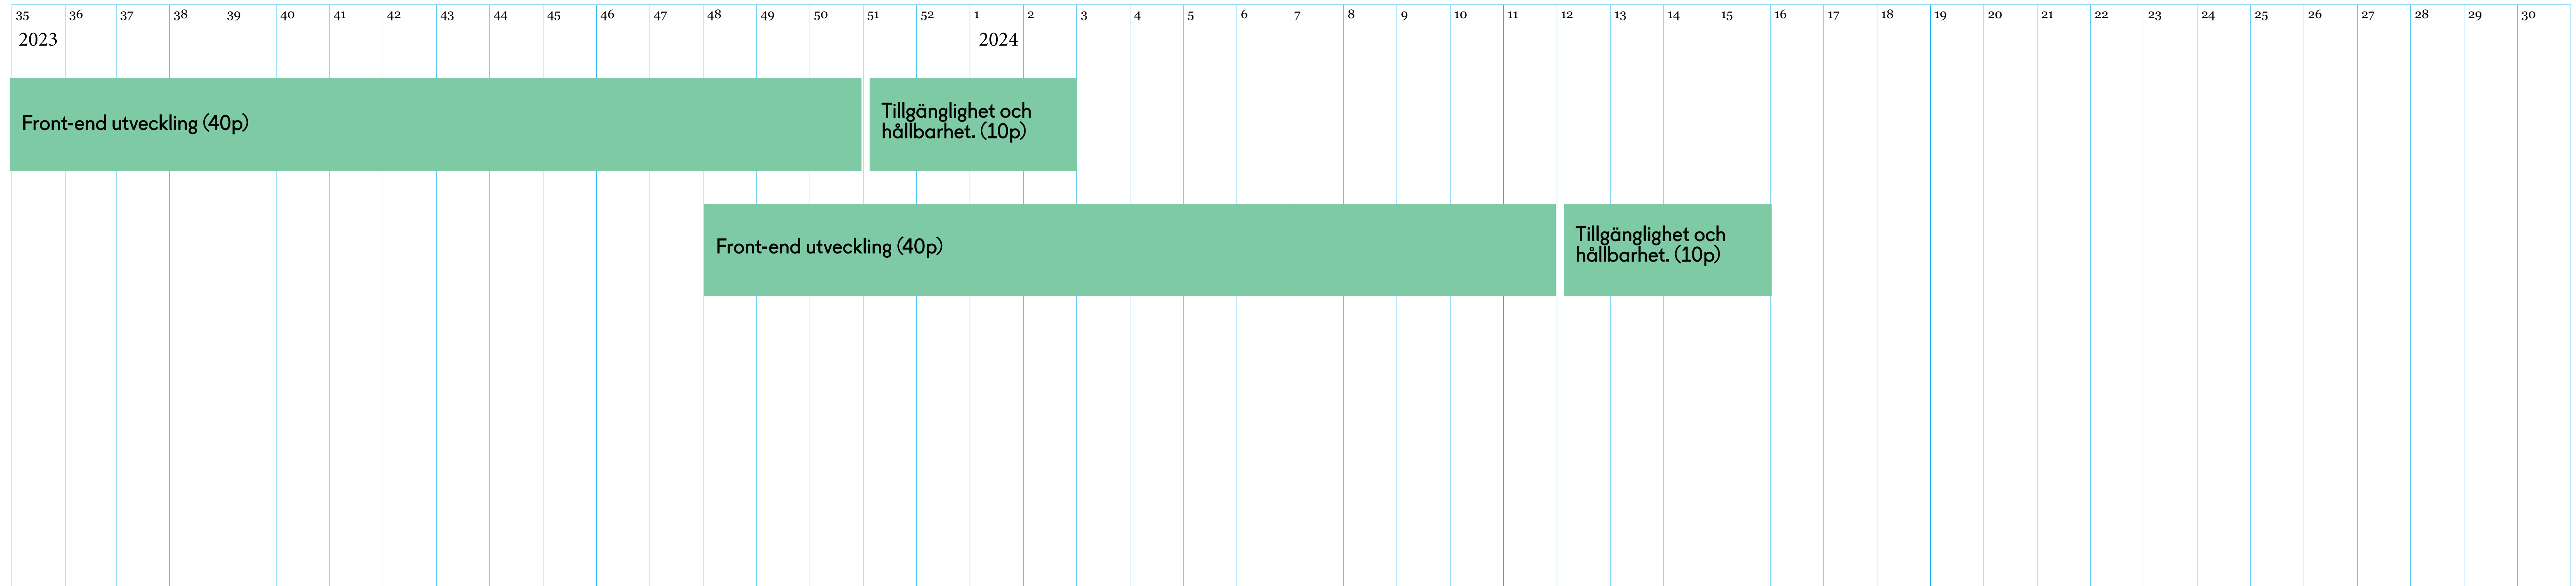 35 36 37 38 39 40 41 42 43 44 45 46 47 48 49 50 51 52 1 2 3 4 5 6 7 8 9 10 11 12 13 14 15 16 17 18 19 20 21 22 23 24 25 26 27 28 29 30
2023 2024
Front-end utveckling (40p)
Tillgänglighet och
hållbarhet. (10p)
Front-end utveckling (40p)
Tillgänglighet och
hållbarhet. (10p)